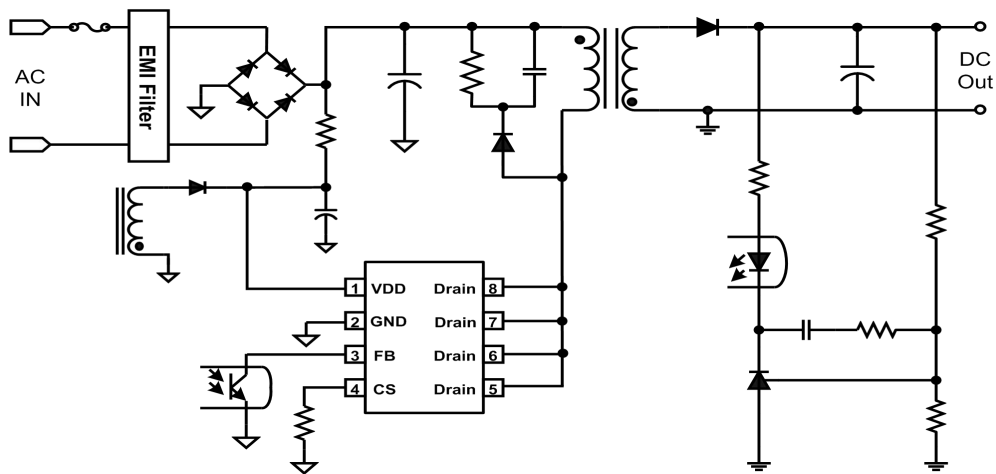 AC
IN
EMI Filter
DC
Out
1 VDD Drain 8
2 GND Drain 7
3 FB Drain 6
4 CS Drain 5